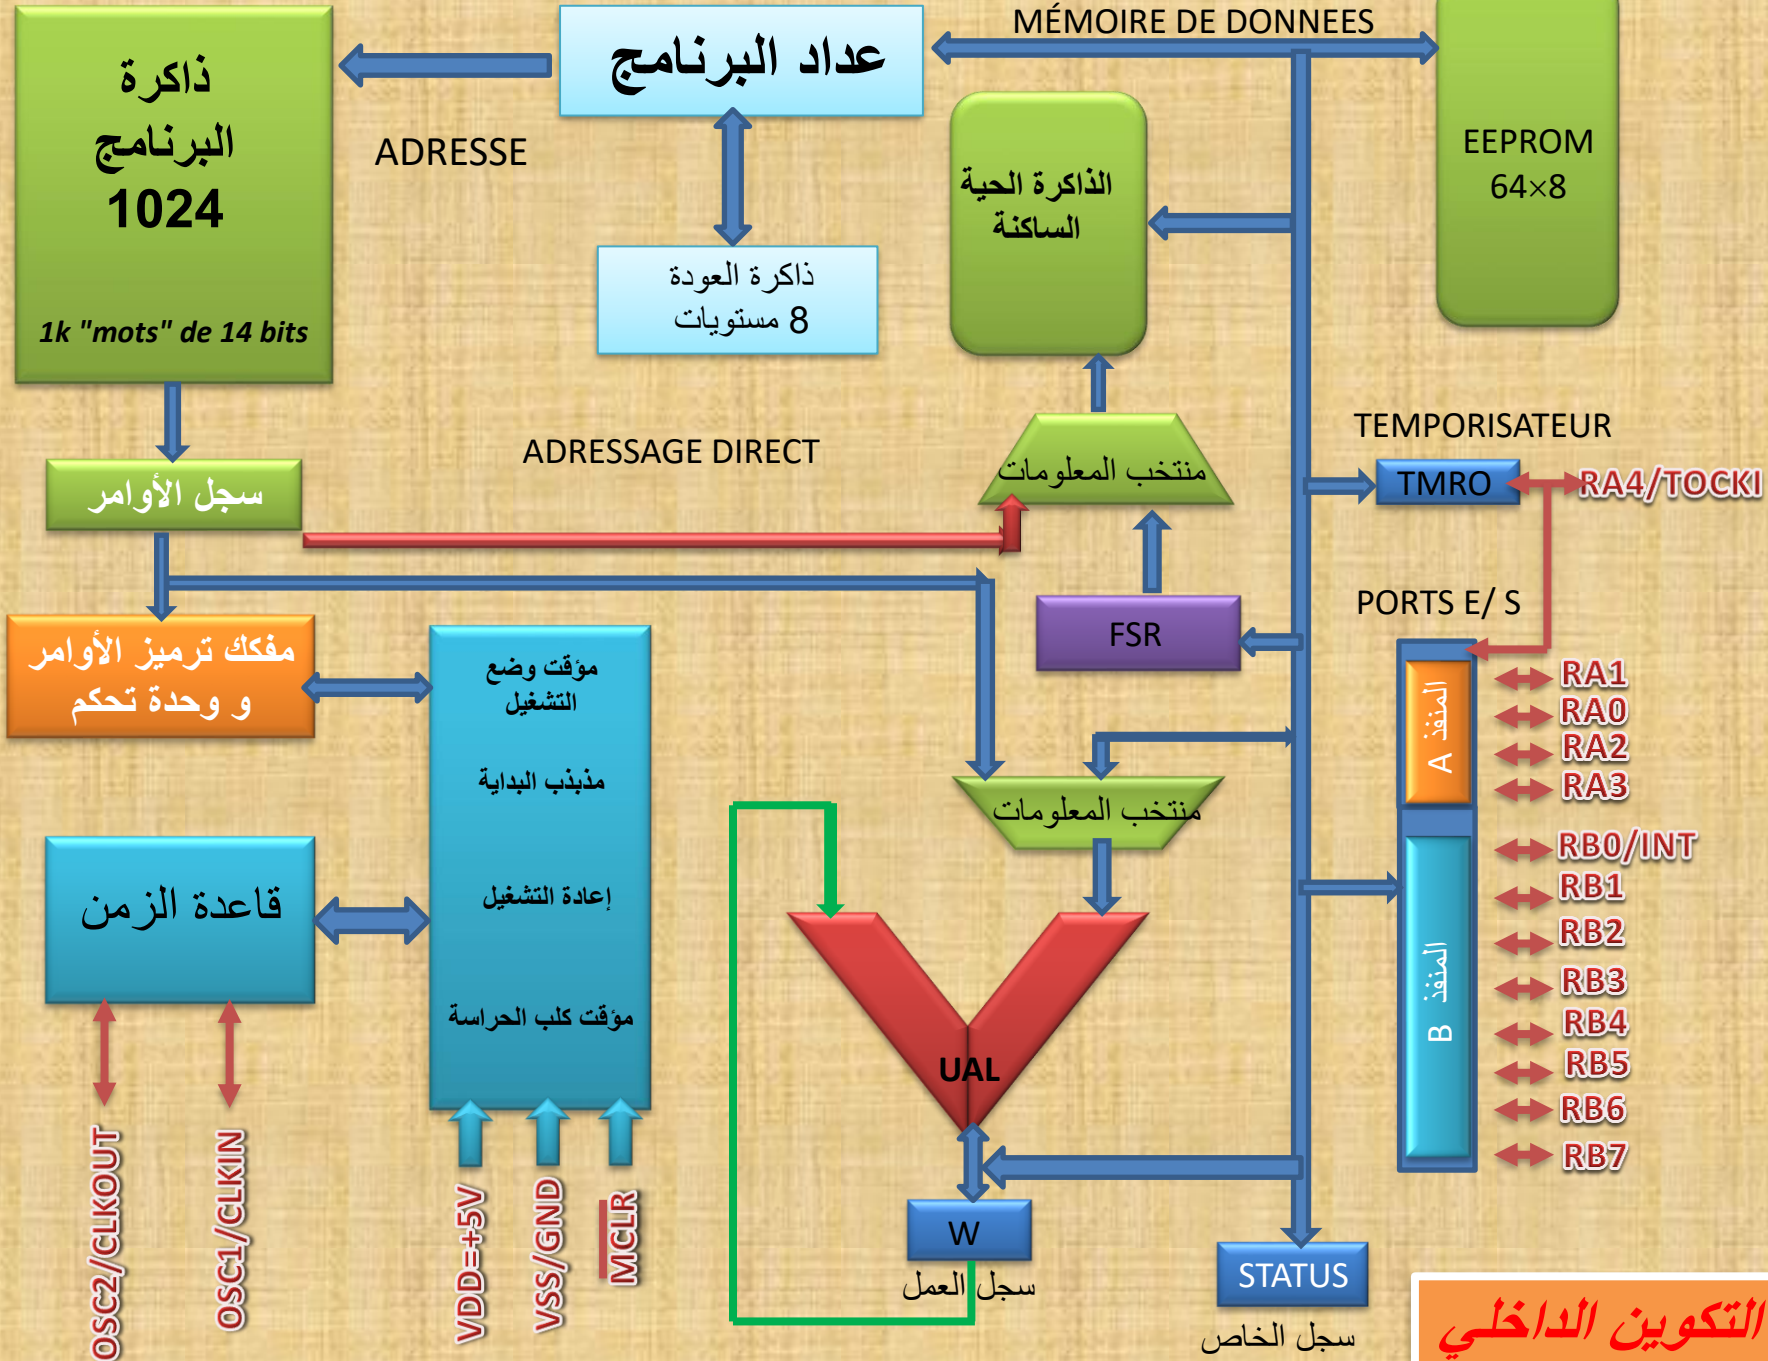 MÉMOIRE DE DONNEES
ذاكرة
البرنامج
1024
1k "mots" de 14 bits
عداد البرنامج
ADRESSE
ذاكرة العودة
8 مستويات
الذاكرة الحية
الساكنة
EEPROM
64×8
سجل الأوامر
ADRESSAGE DIRECT
منتخب المعلومات
TEMPORISATEUR
TMRO
RA4/TOCKI
FSR
PORTS E/ S
مفكك ترميز الأوامر
و وحدة تحكم
مؤقت وضع
التشغيل
مذبذب البداية
إعادة التشغيل
مؤقت كلب الحراسة
قاعدة الزمن
منتخب المعلومات
UAL
المنفذ A
RA1
RA0
RA2
RA3
المنفذ B
RB0/INT
RB1
RB2
RB3
RB4
RB5
RB6
RB7
OSC2/CLKOUT
OSC1/CLKIN
VDD=+5V
VSS/GND
MCLR
W
سجل العمل
STATUS
سجل الخاص
التكوين الداخلي